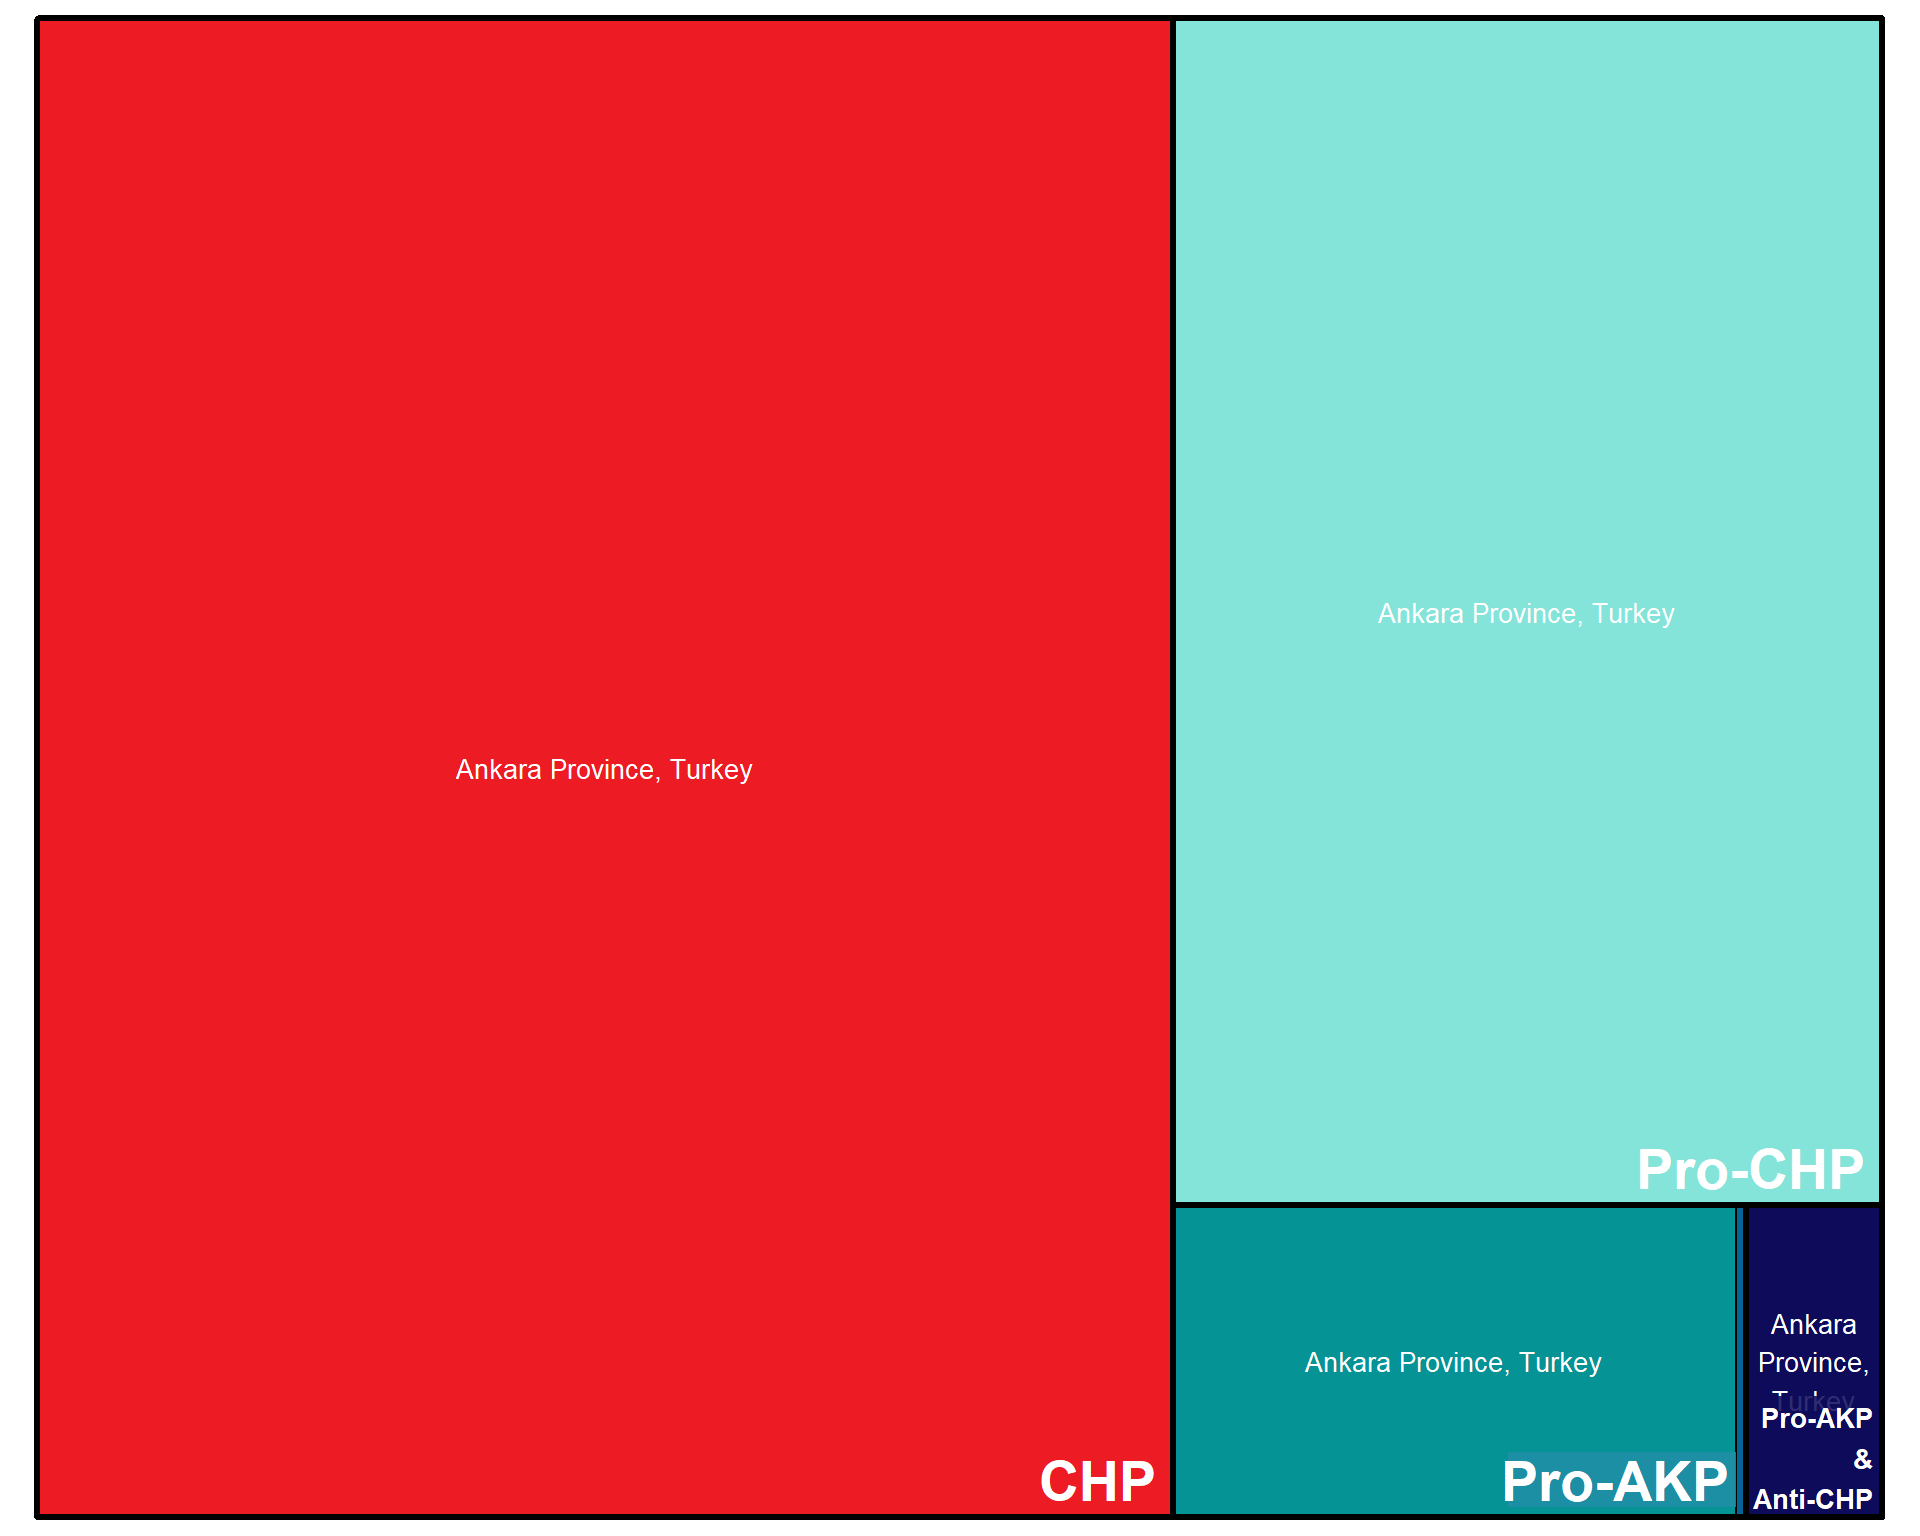 Ankara Province, Turkey
CHP
Ankara Province, Turkey
Pro-CHP
Ankara Province, Turkey
Pro-AKP
Ankara
Province,
Turkey
Pro-AKP
&
Anti-CHP